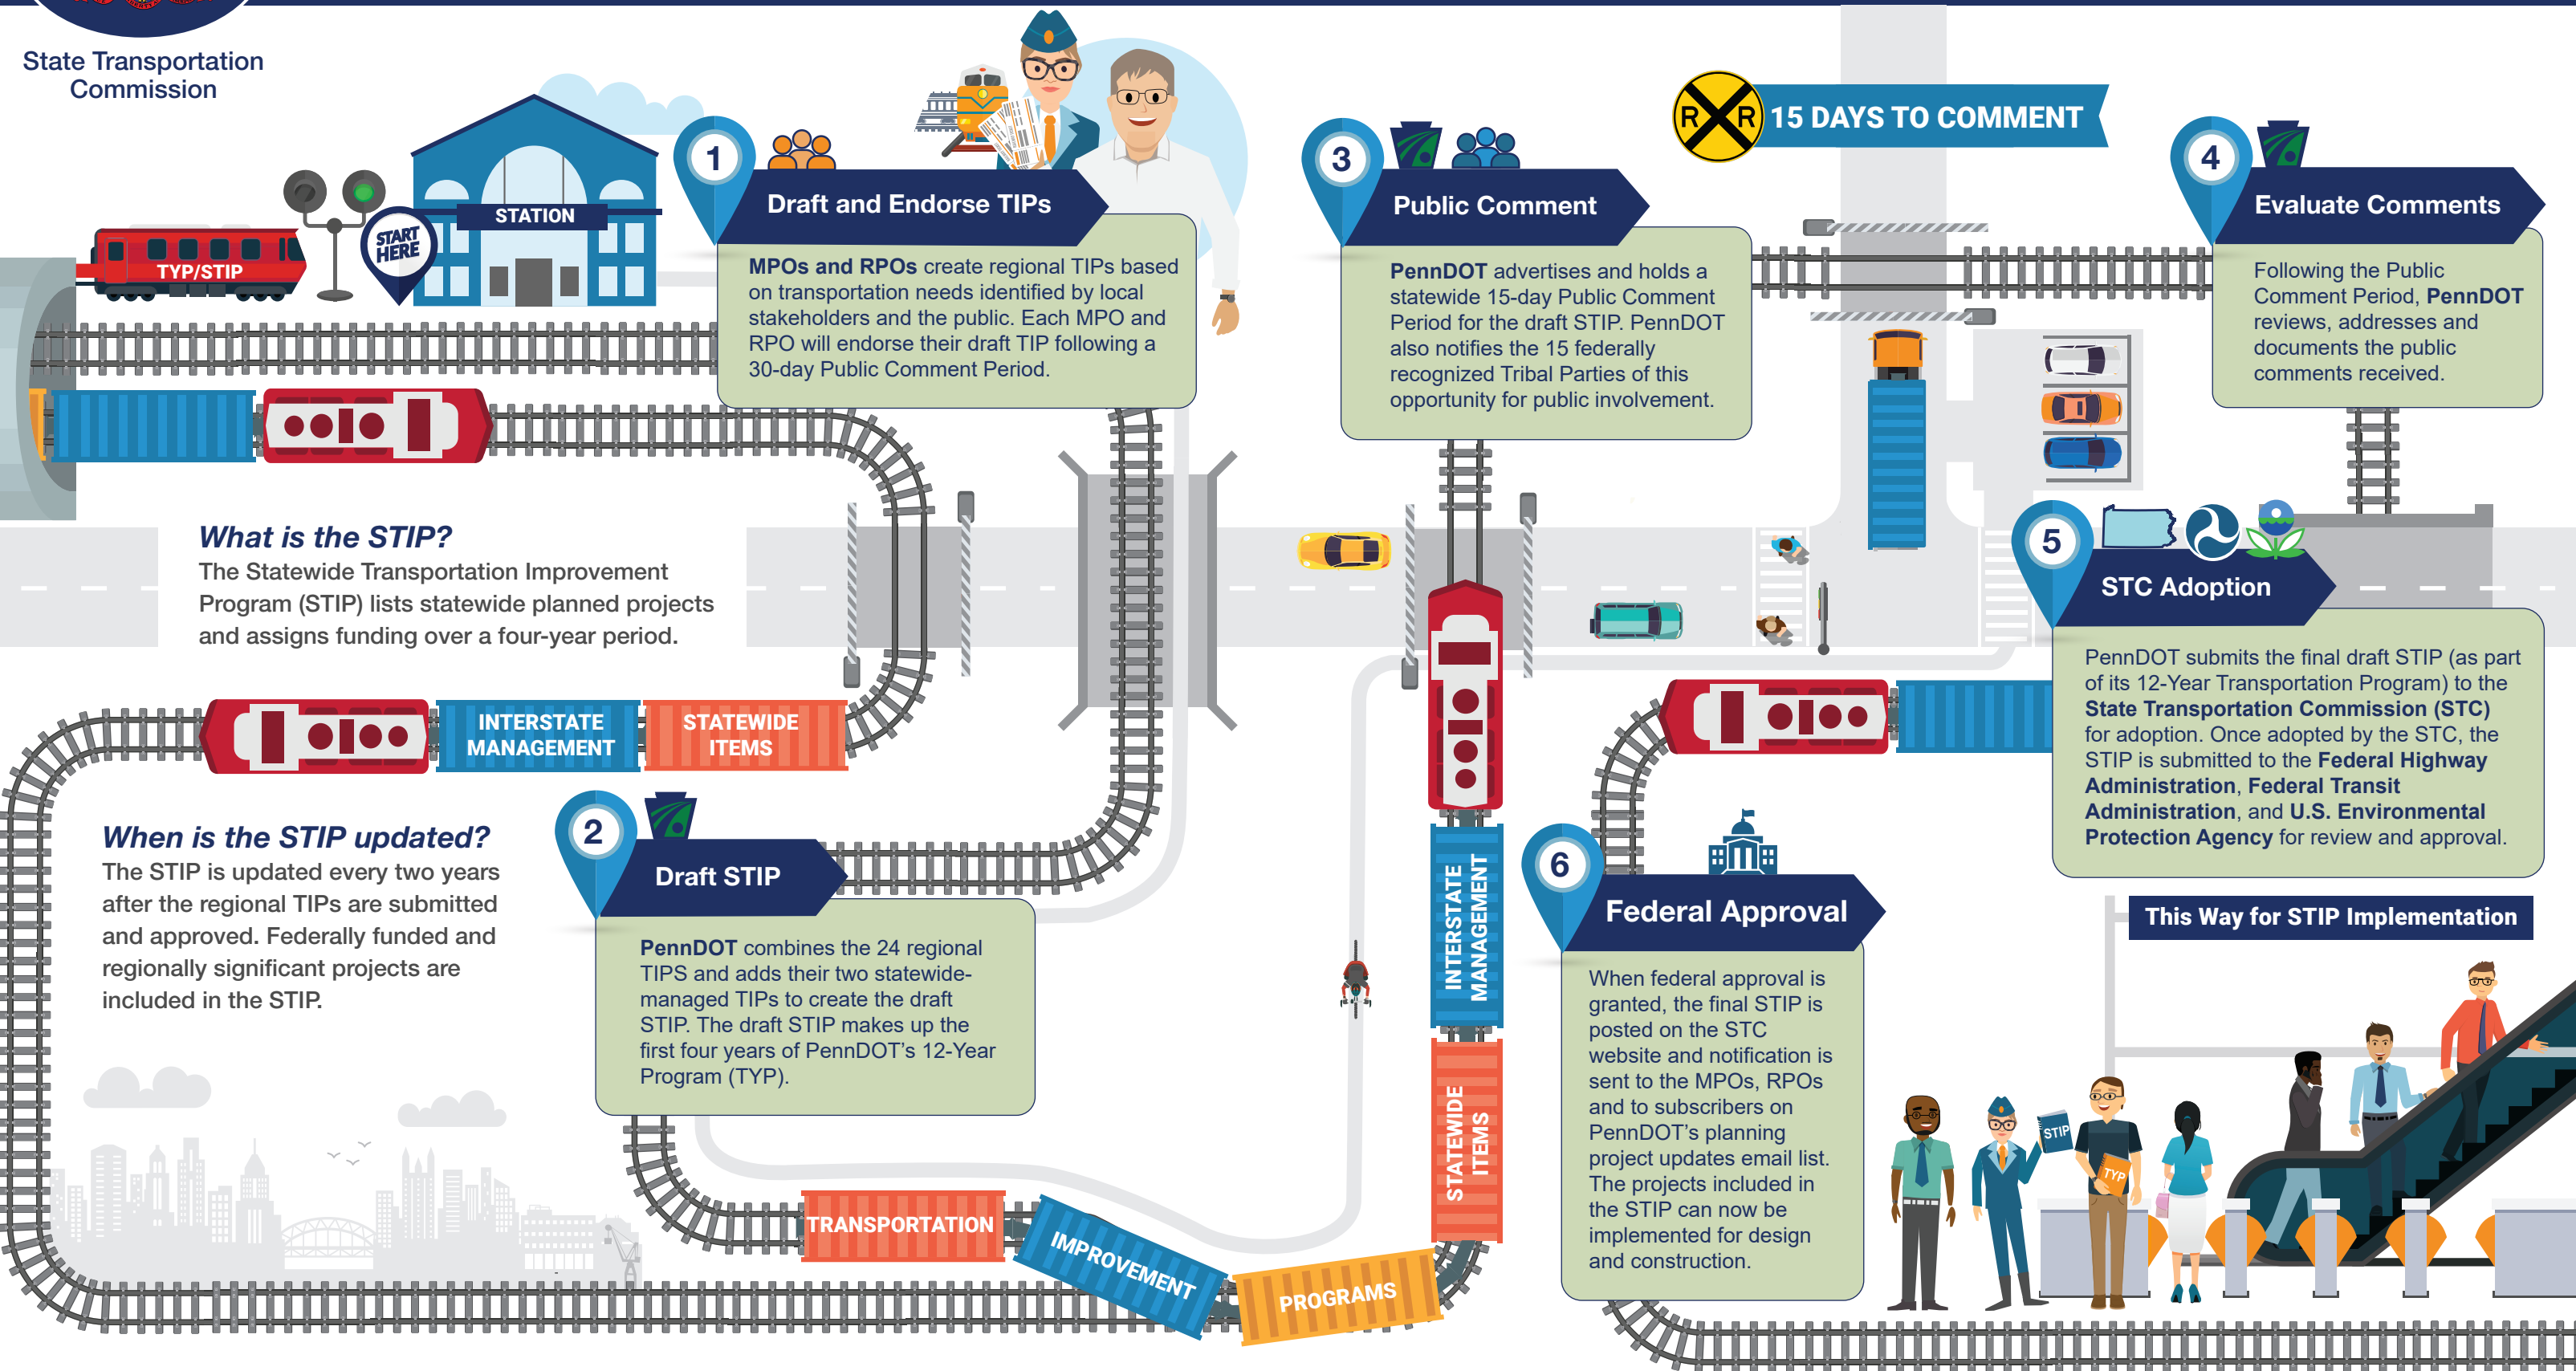 State Transportation
Commission
STATION
START
HERE
TYP/STIP
1
Draft and Endorse TIPs
MPOs and RPOs create regional TIPs based
on transportation needs identified by local
stakeholders and the public. Each MPO and
RPO will endorse their draft TIP following a
30-day Public Comment Period.
3
Public Comment
PennDOT advertises and holds a
statewide 15-day Public Comment
Period for the draft STIP. PennDOT
also notifies the 15 federally
recognized Tribal Parties of this
opportunity for public involvement.
R R
15 DAYS TO COMMENT
4
Evaluate Comments
Following the Public
Comment Period, PennDOT
reviews, addresses and
documents the public
comments received.
What is the STIP?
The Statewide Transportation Improvement
Program (STIP) lists statewide planned projects
and assigns funding over a four-year period.
INTERSTATE
MANAGEMENT
STATEWIDE
ITEMS
When is the STIP updated?
The STIP is updated every two years
after the regional TIPs are submitted
and approved. Federally funded and
regionally significant projects are
included in the STIP.
2
Draft STIP
PennDOT combines the 24 regional
TIPS and adds their two statewide-
managed TIPs to create the draft
STIP. The draft STIP makes up the
first four years of PennDOT's 12-Year
Program (TYP).
TRANSPORTATION
IMPROVEMENT
PROGRAMS
STATEWIDE
ITEMS
INTERSTATE
MANAGEMENT
5
STC Adoption
PennDOT submits the final draft STIP (as part
of its 12-Year Transportation Program) to the
State Transportation Commission (STC)
for adoption. Once adopted by the STC, the
STIP is submitted to the Federal Highway
Administration, Federal Transit
Administration, and U.S. Environmental
Protection Agency for review and approval.
6
Federal Approval
When federal approval is
granted, the final STIP is
posted on the STC
website and notification is
sent to the MPOs, RPOs
and to subscribers on
PennDOT's planning
project updates email list.
The projects included in
the STIP can now be
implemented for design
and construction.
This Way for STIP Implementation
STIP
TYP